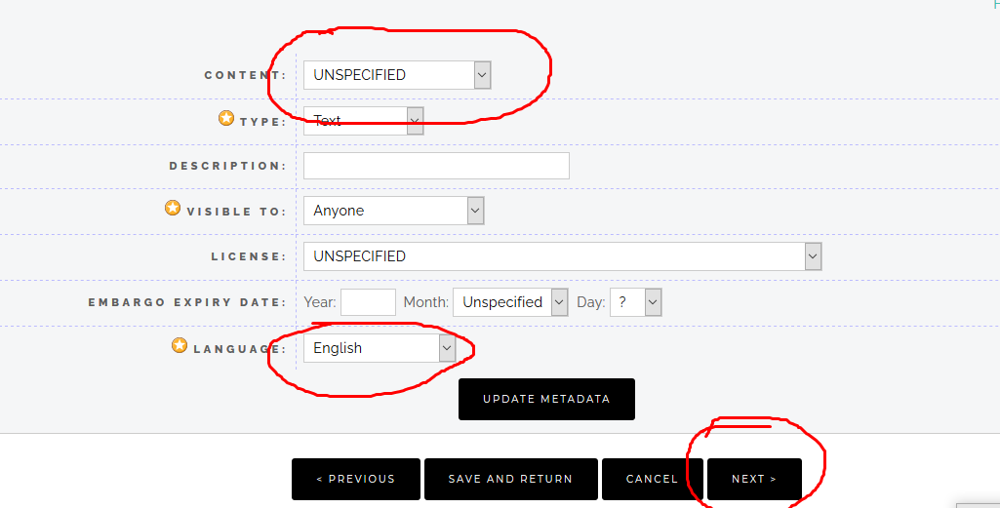 CONTENT: UNSPECIFIED
TYPE: Text
DESCRIPTION:
VISIBLE TO: Anyone
LICENSE: UNSPECIFIED
EMBARGO EXPIRY DATE: Year: Month: Unspecified Day: ?
LANGUAGE: English
UPDATE METADATA
< PREVIOUS SAVE AND RETURN CANCEL NEXT >